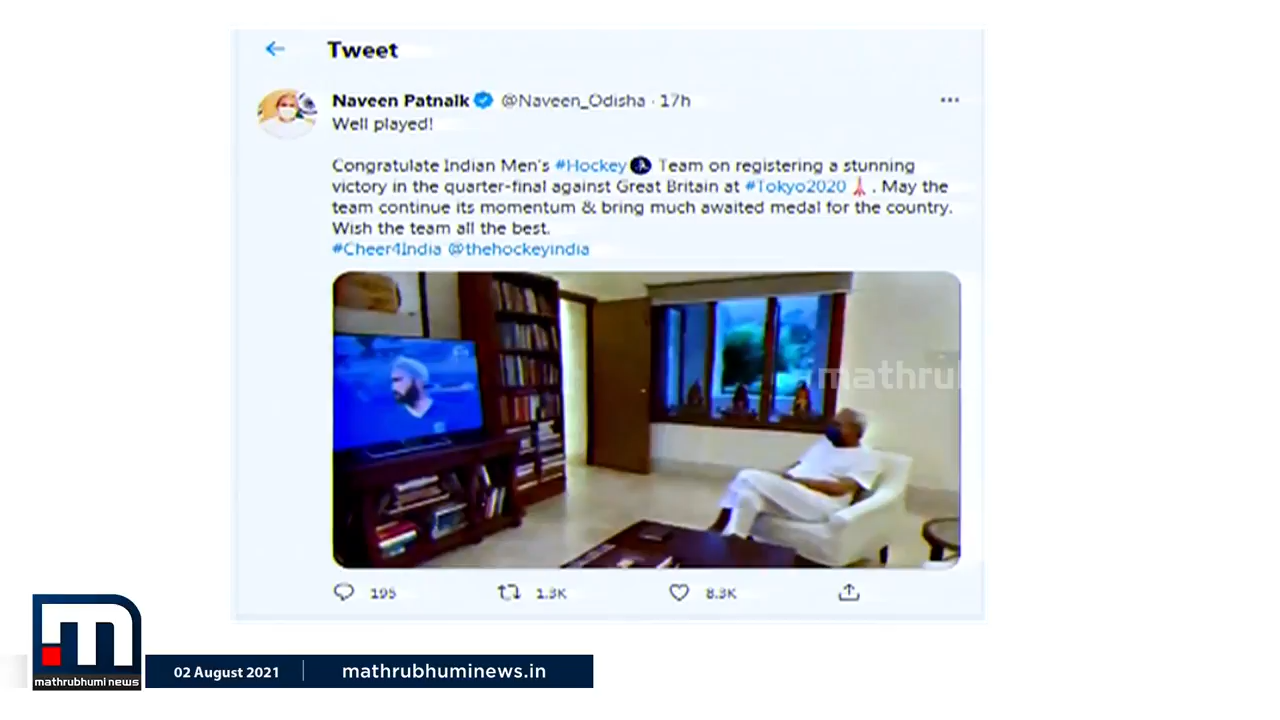 Tweet
Naveen Patnaik @Naveen_Odisha · 17h
Well played!
Congratulate Indian Men's #Hockey Team on registering a stunning
victory in the quarter-final against Great Britain at #Tokyo2020 . May the
team continue its momentum & bring much awaited medal for the country.
Wish the team all the best.
#Cheer4India @thehockeyindia
mathrub
195 1.3K 8.3K
mathrubhumi news
02 August 2021 mathrubhuminews.in